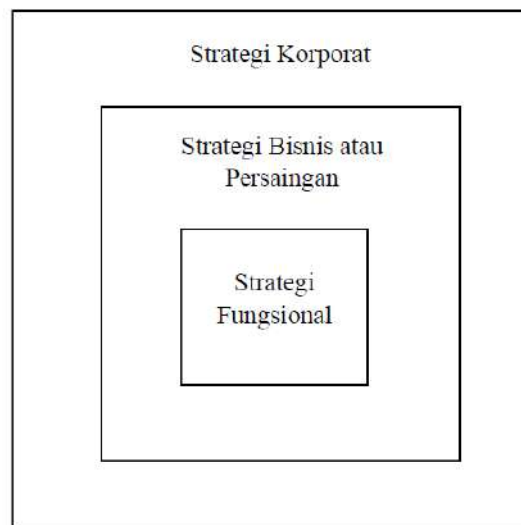 Strategi Korporat
Strategi Bisnis atau
Persaingan
Strategi
Fungsional